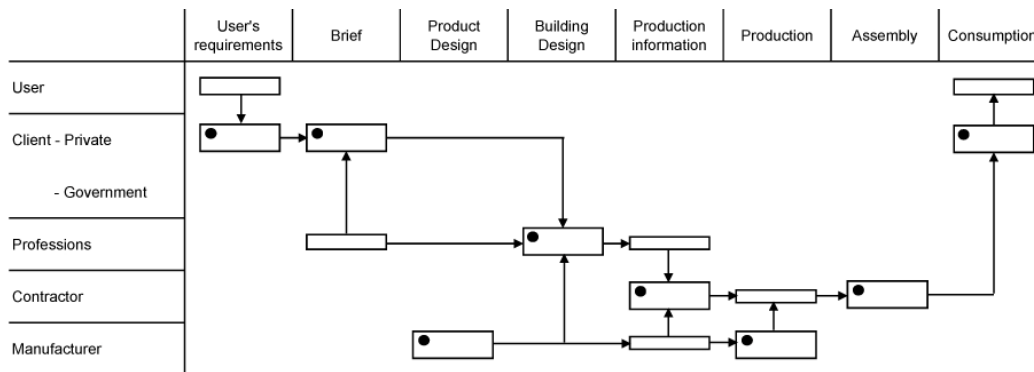 User's requirements
Brief
Product Design
Building Design
Production information
Production
Assembly
Consumption
User
Client - Private
- Government
Professions
Contractor
Manufacturer